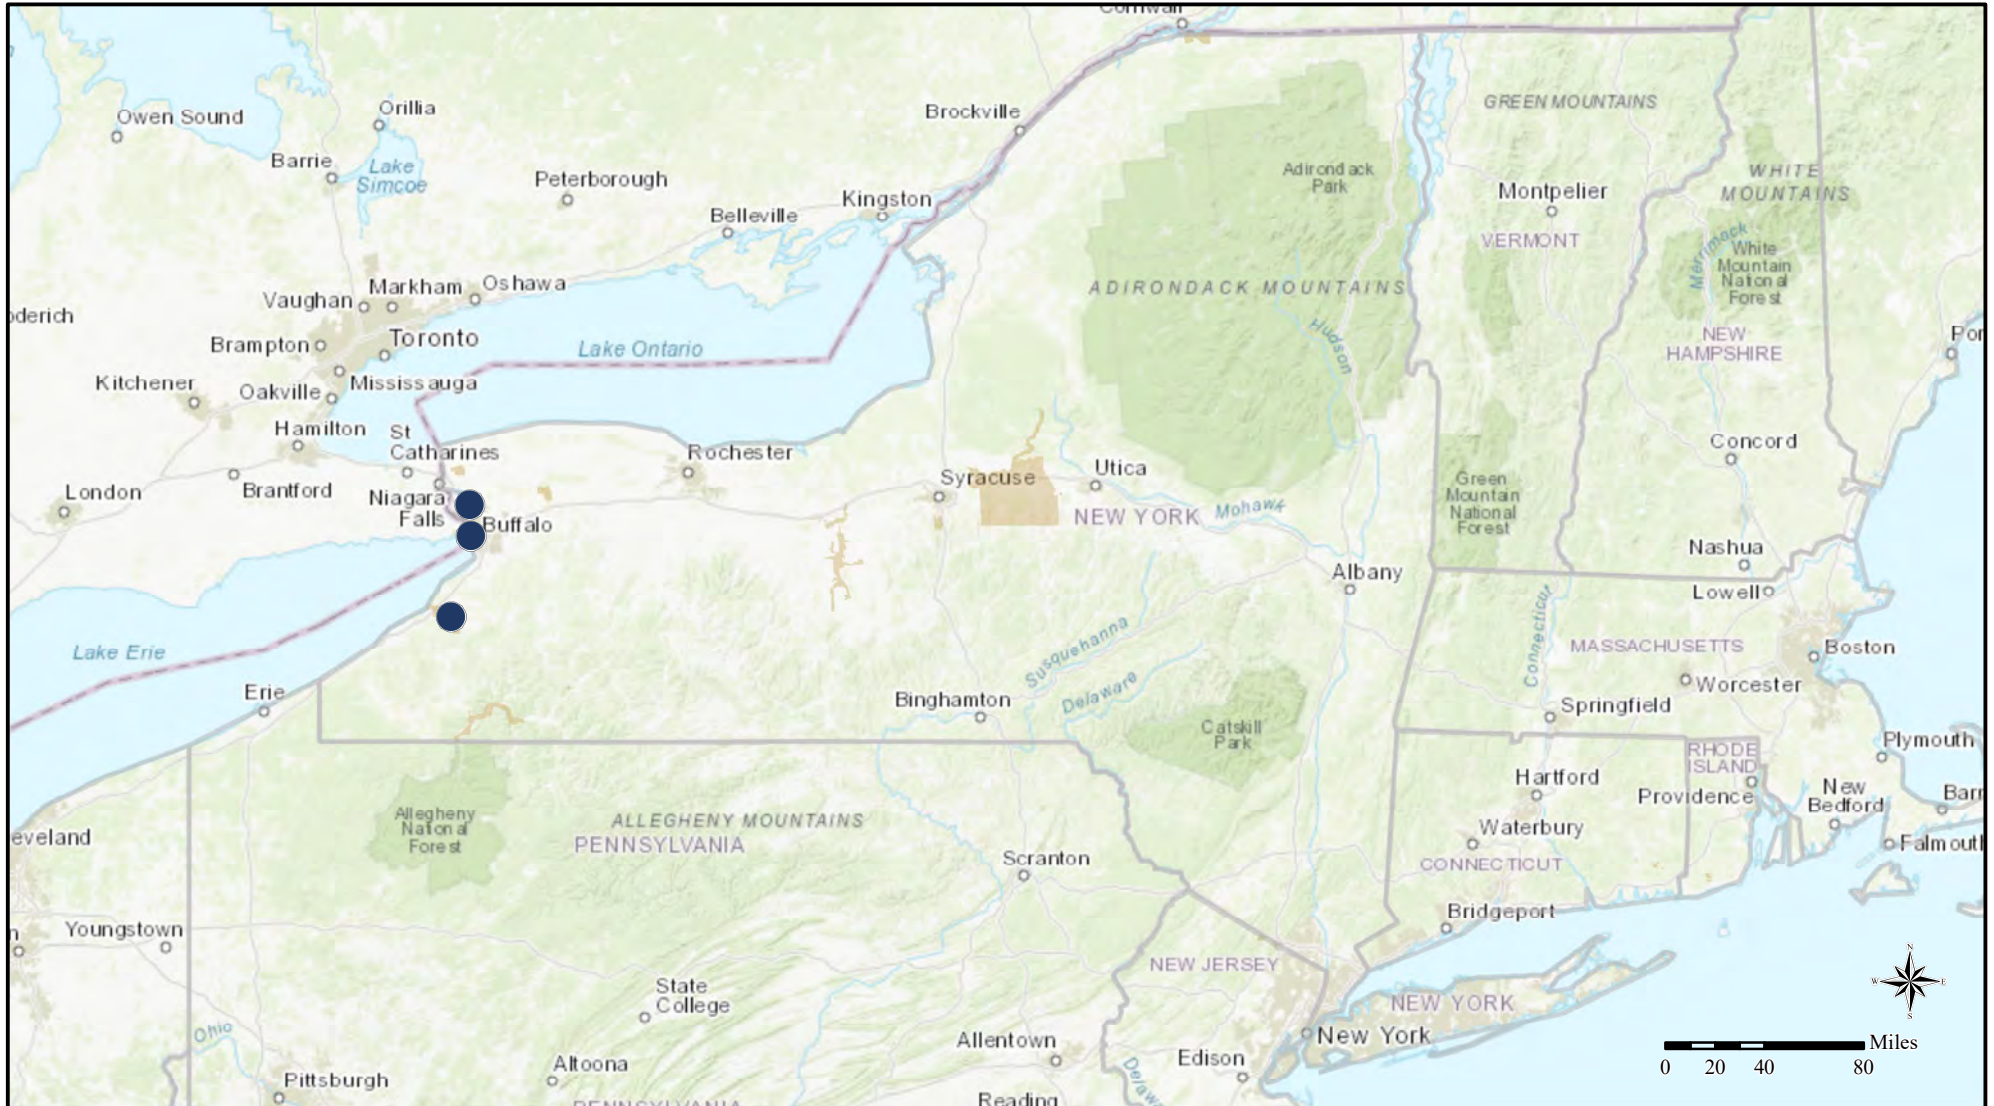 Cornwall
Owen Sound
Orillia
Brockville
GREEN MOUNTAINS
Barrie
Lake
Simcoe
Peterborough
Adirondack
Park
WHITE
MOUNTAINS
Kingston
Belleville
Montpelier
VERMONT
Merrimack
White
Mountain
National
Forest
Markham
Oshawa
Vaughan
ADIRONDACK MOUNTAINS
oderich
Brampton
Toronto
Lake Ontario
Hudson
NEW
HAMPSHIRE
Por
Kitchener
Oakville
Mississauga
Hamilton
St
Catharines
Rochester
Concord
London
Brantford
Niagara
Falls
Buffalo
Syracuse
Utica
NEW YORK
Mohawk
Green
Mountain
National
Forest
Nashua
Albany
Lowell
Connecticut
Lake Erie
Susquehanna
MASSACHUSETTS
Boston
Erie
Binghamton
Delaware
Worcester
Springfield
Catskill
Park
Plymouth
RHODE
ISLAND
Hartford
Providence
New
Bedford
Barr
Allegheny
National
Forest
ALLEGHENY MOUNTAINS
PENNSYLVANIA
eveland
Waterbury
Falmouth
Scranton
CONNECTICUT
Bridgeport
n
Youngstown
NEW JERSEY
State
College
NEW YORK
New York
N
W
E
S
Ohio
Allentown
Edison
Altoona
Delaw
Pittsburgh
PENNSYLVANIA
Reading
Miles
0 20 40 80